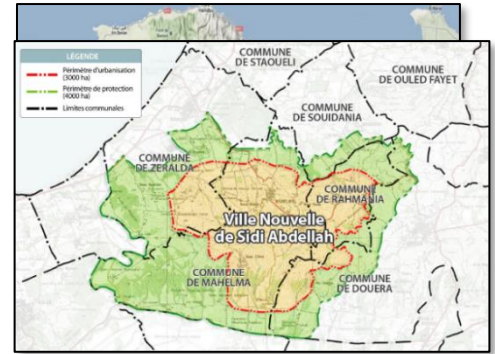 LÉGENDE
Périmètre d'urbanisation
(3000 ha)
Périmètre de protection
(4000 ha)
Limites communales
COMMUNE
DE STAOUELI
COMMUNE
DE OULED FAYET
COMMUNE
DE SOUIDANIA
COMMUNE
DE ZERALDA
COMMUNE
DE RAHMANIA
Ville Nouvelle
de Sidi Abdellah
COMMUNE
DE MAHELMA
COMMUNE
DE DOUERA